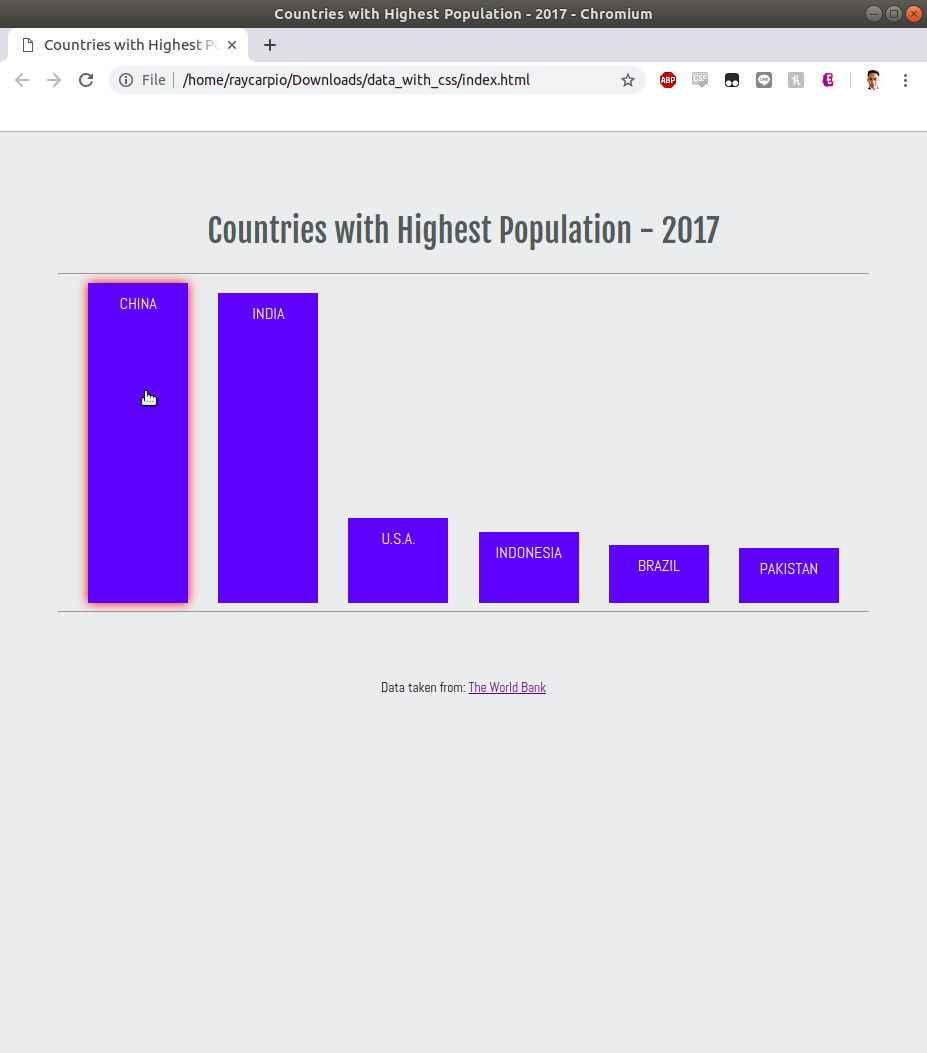 Countries with Highest Population - 2017 - Chromium
Countries with Highest Po
File /home/raycarpio/Downloads/data_with_css/index.html
ABP
Countries with Highest Population - 2017
CHINA
INDIA
U.S.A.
INDONESIA
BRAZIL
PAKISTAN
Data taken from: The World Bank